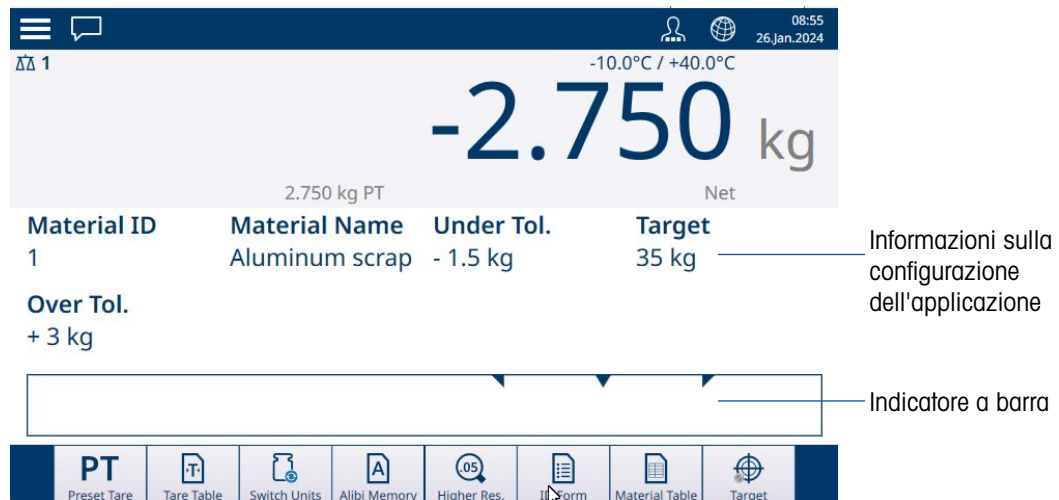 08:55
26.Jan.2024
1
-10.0°C / +40.0°C
-2.750 kg
2.750 kg PT Net
Material ID Material Name Under Tol. Target
1 Aluminum scrap - 1.5 kg 35 kg
Informazioni sulla
configurazione
dell'applicazione
Over Tol.
+ 3 kg
Indicatore a barra
PT T A .05
Preset Tare Tare Table Switch Units Alibi Memory Higher Res. ID Form Material Table Target